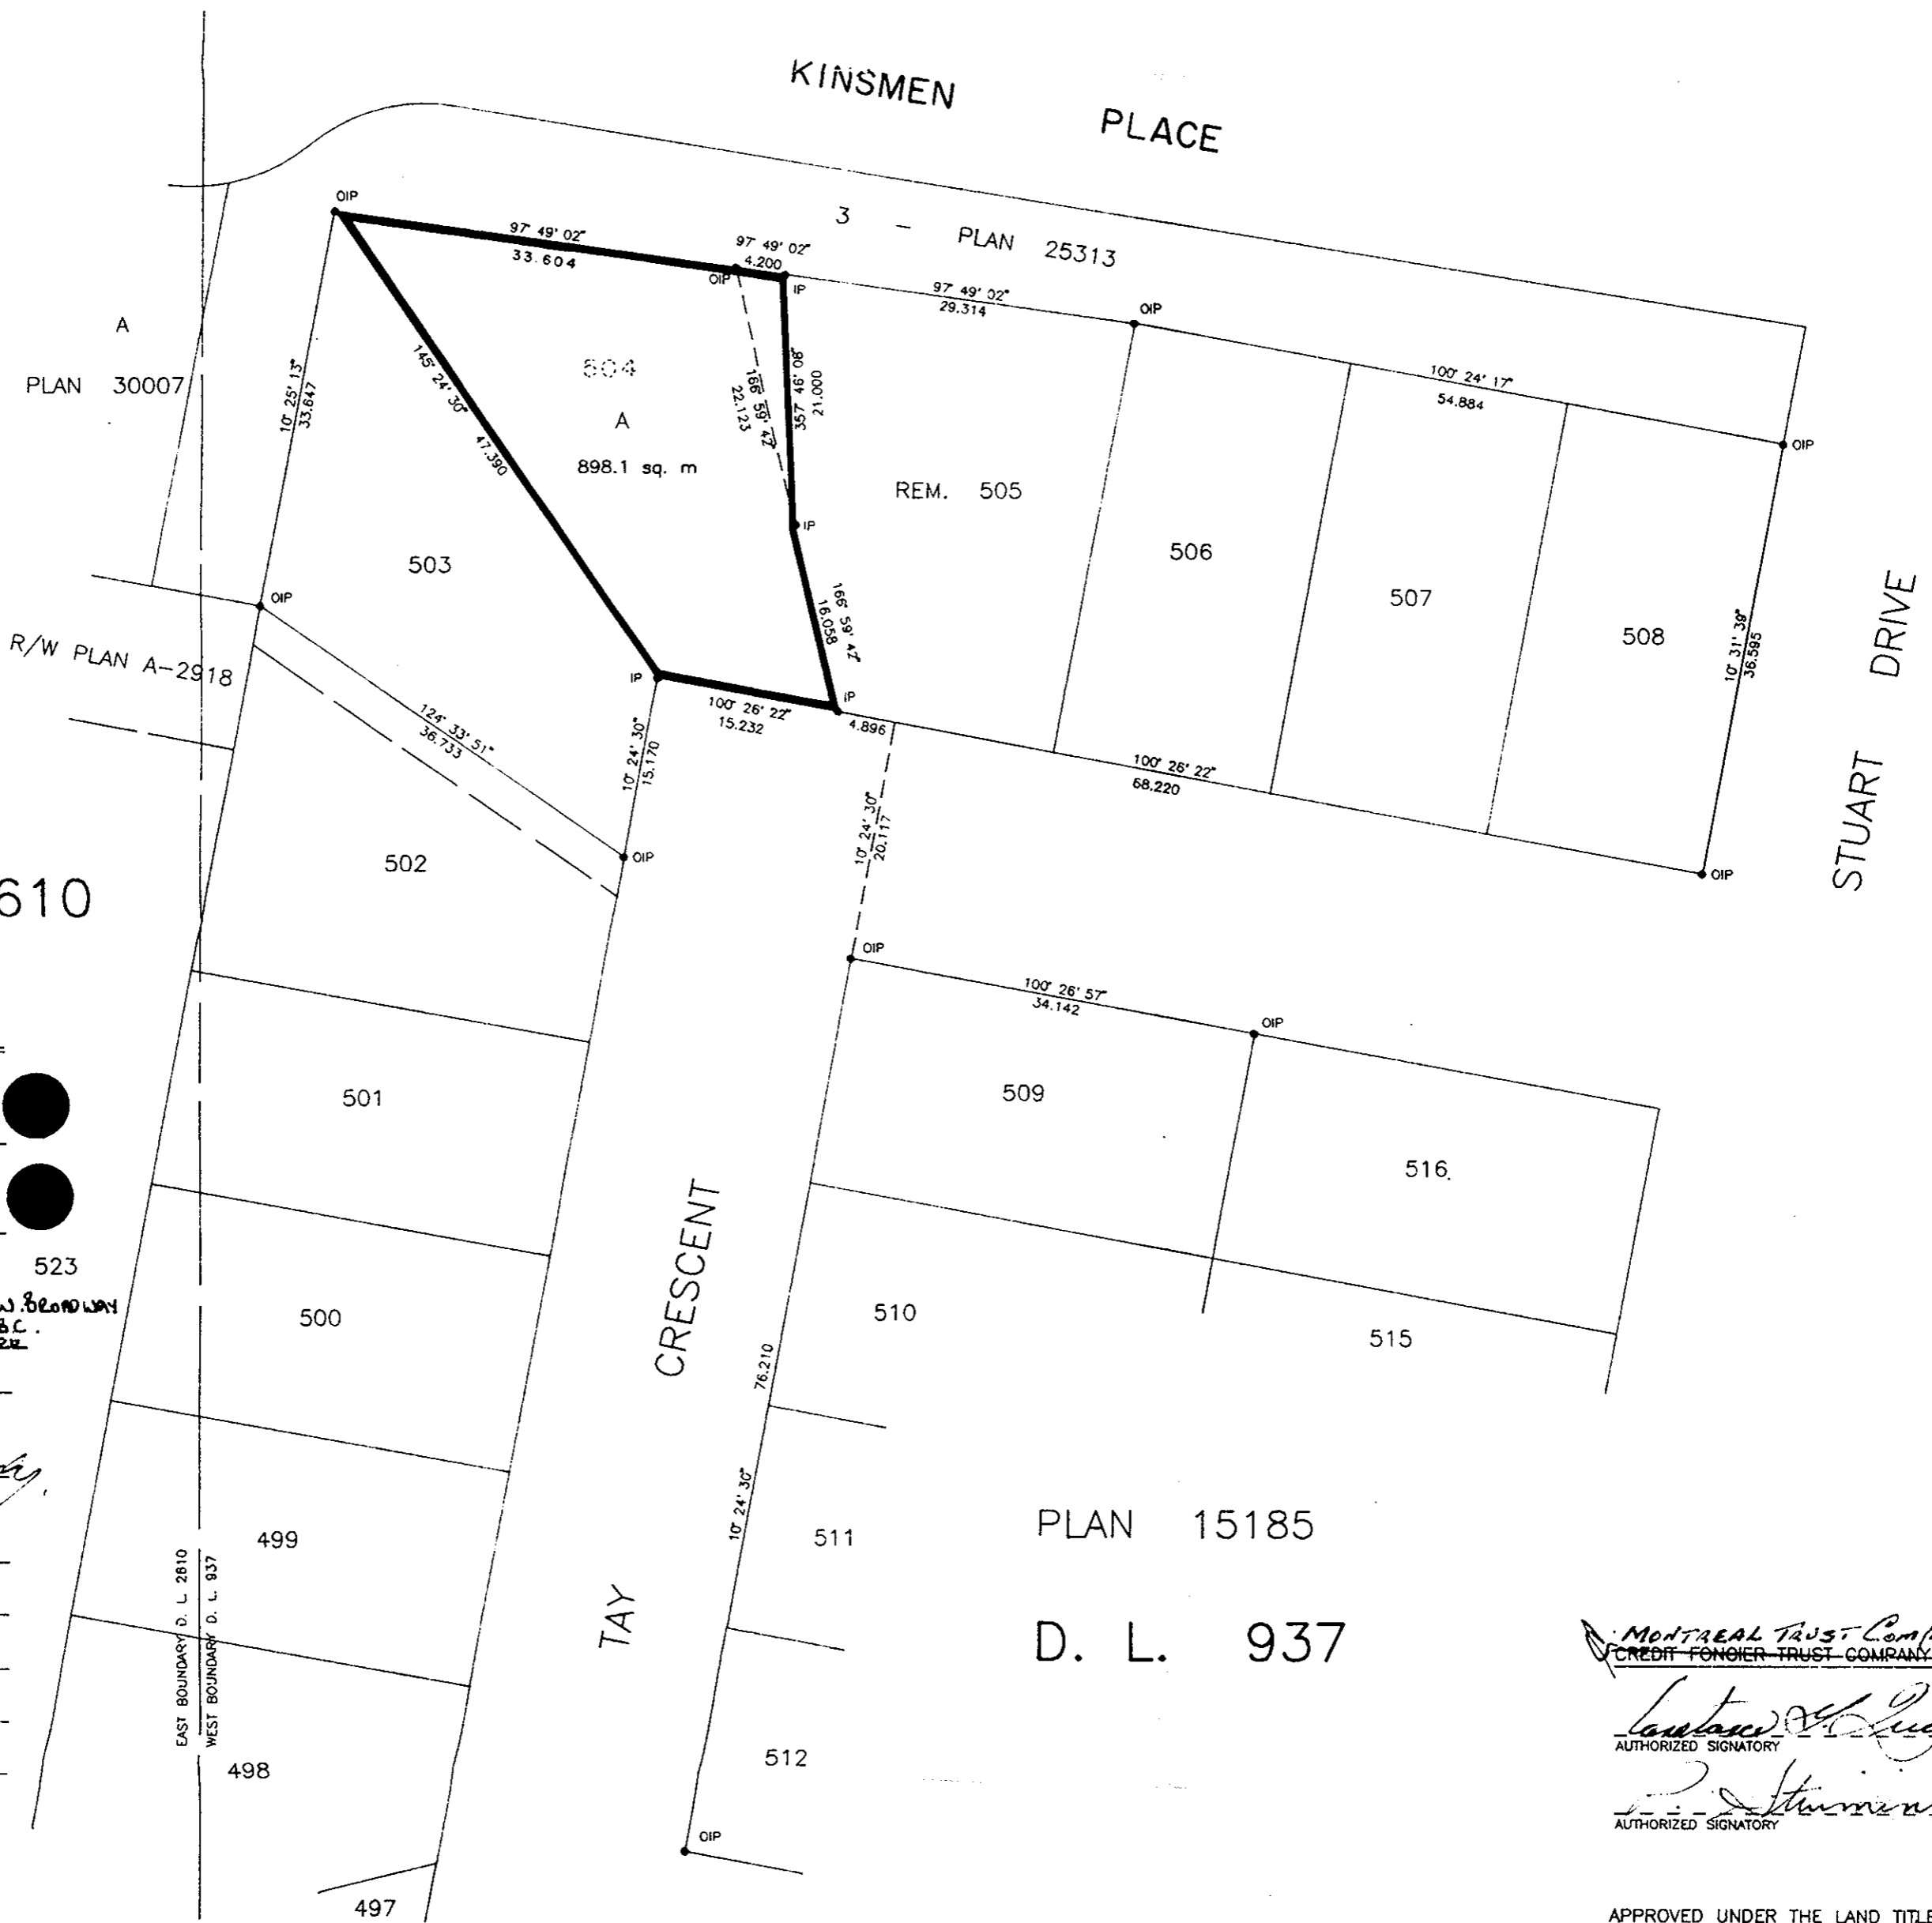 KINSMEN PLACE
3 - PLAN 25313
OIP
97° 49' 02"
33.604
97° 49' 02"
4.200
OIP
IP
97° 49' 02"
29.314
OIP
100° 24' 17"
54.884
OIP
A
PLAN 30007
10° 25' 13"
33.647
145° 24' 30"
47.390
504
A
898.1 sq. m
166° 59' 42"
22.123
357° 46' 08"
21.000
IP
REM. 505
506
507
508
10° 31' 39"
36.595
STUART DRIVE
503
OIP
R/W PLAN A-2918
166° 59' 42"
16.058
IP
IP
100° 26' 22"
15.232
4.896
124° 33' 51"
36.733
10° 24' 30"
15.170
100° 26' 22"
68.220
10° 24' 30"
20.117
OIP
OIP
502
610
OIP
100° 26' 57"
34.142
OIP
501
509
516
523
W. BROADWAY
B.C.
500
510
515
TAY CRESCENT
76.210
10° 24' 30"
499
511
PLAN 15185
D. L. 937
EAST BOUNDARY D. L. 2610
WEST BOUNDARY D. L. 937
498
512
OIP
497
MONTREAL TRUST
CREDIT FONCIER TRUST COMPANY
AUTHORIZED SIGNATORY
AUTHORIZED SIGNATORY
APPROVED UNDER THE LAND TITLE